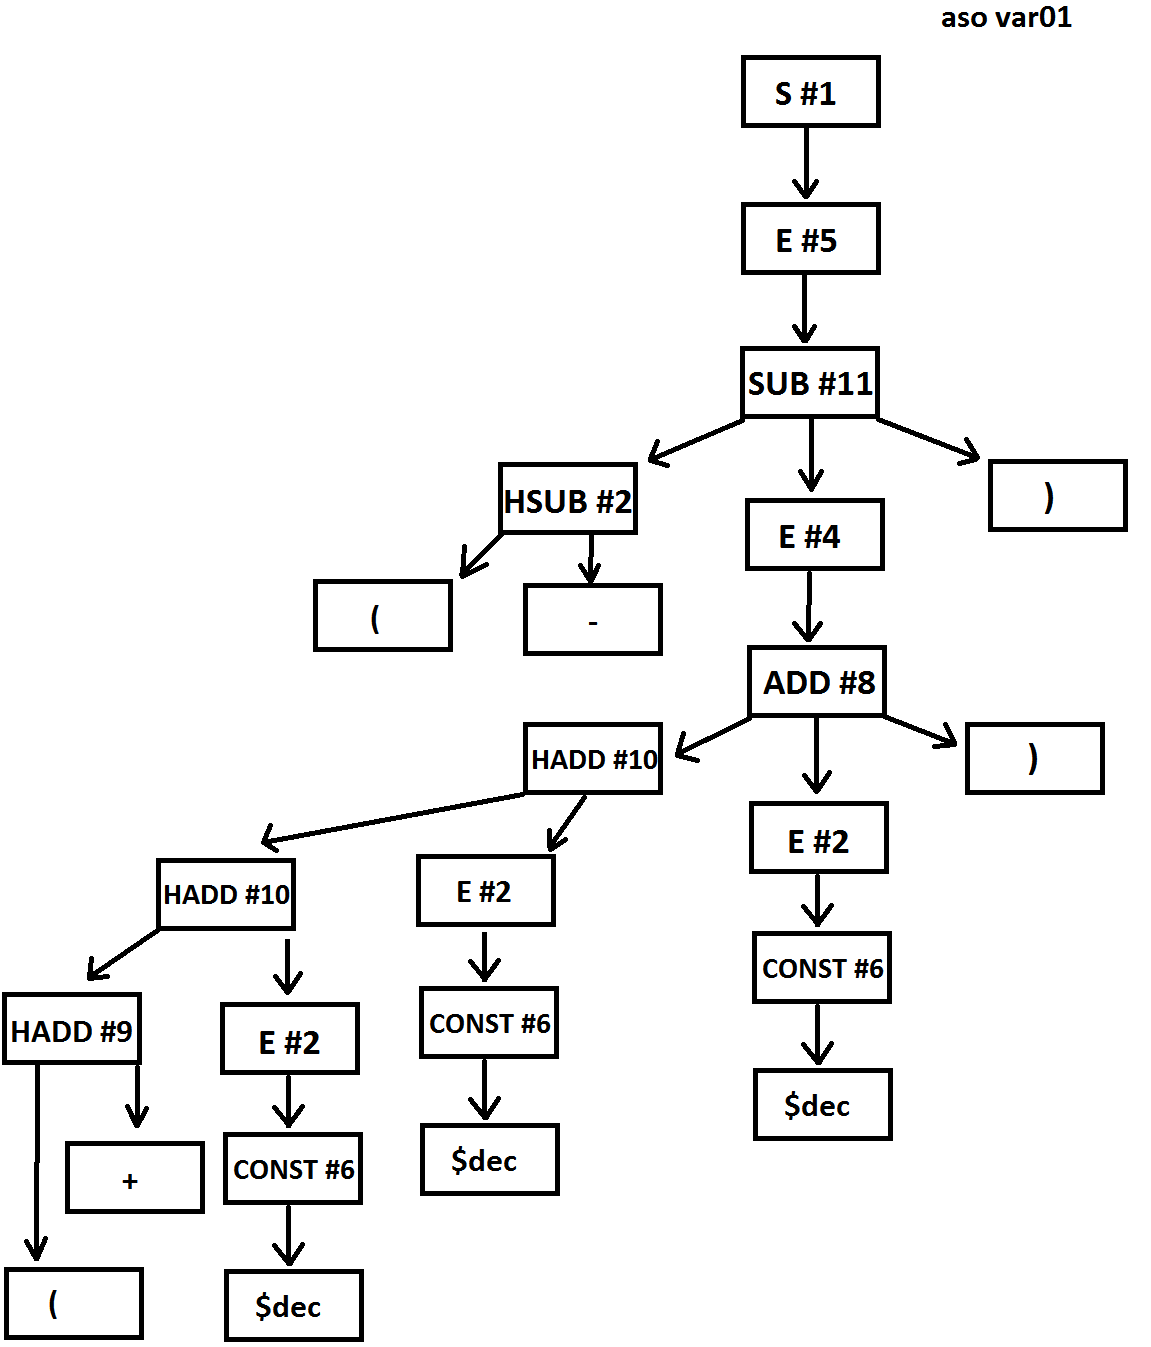 aso var01
S #1
E #5
SUB #11
HSUB #2
E #4
)
(
-
ADD #8
HADD #10
)
E #2
HADD #10
E #2
CONST #6
HADD #9
E #2
CONST #6
$dec
+
CONST #6
$dec
(
$dec